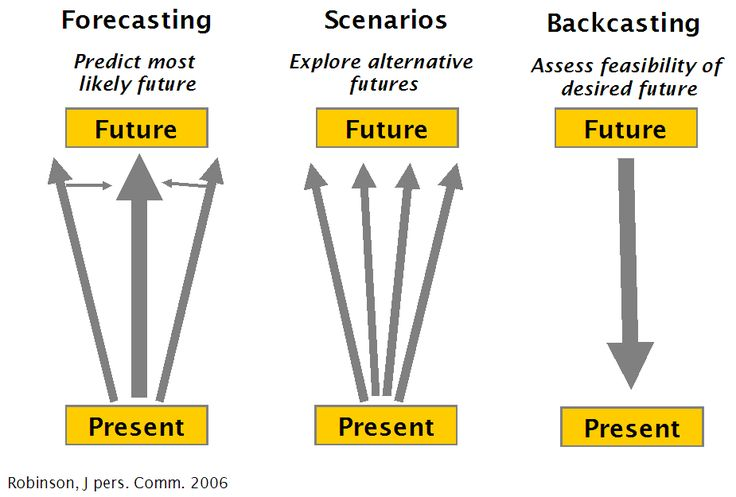 Forecasting
Predict most
likely future
Future
Present
Scenarios
Explore alternative
futures
Future
Present
Backcasting
Assess feasibility of
desired future
Future
Present
Robinson, J pers. Comm. 2006